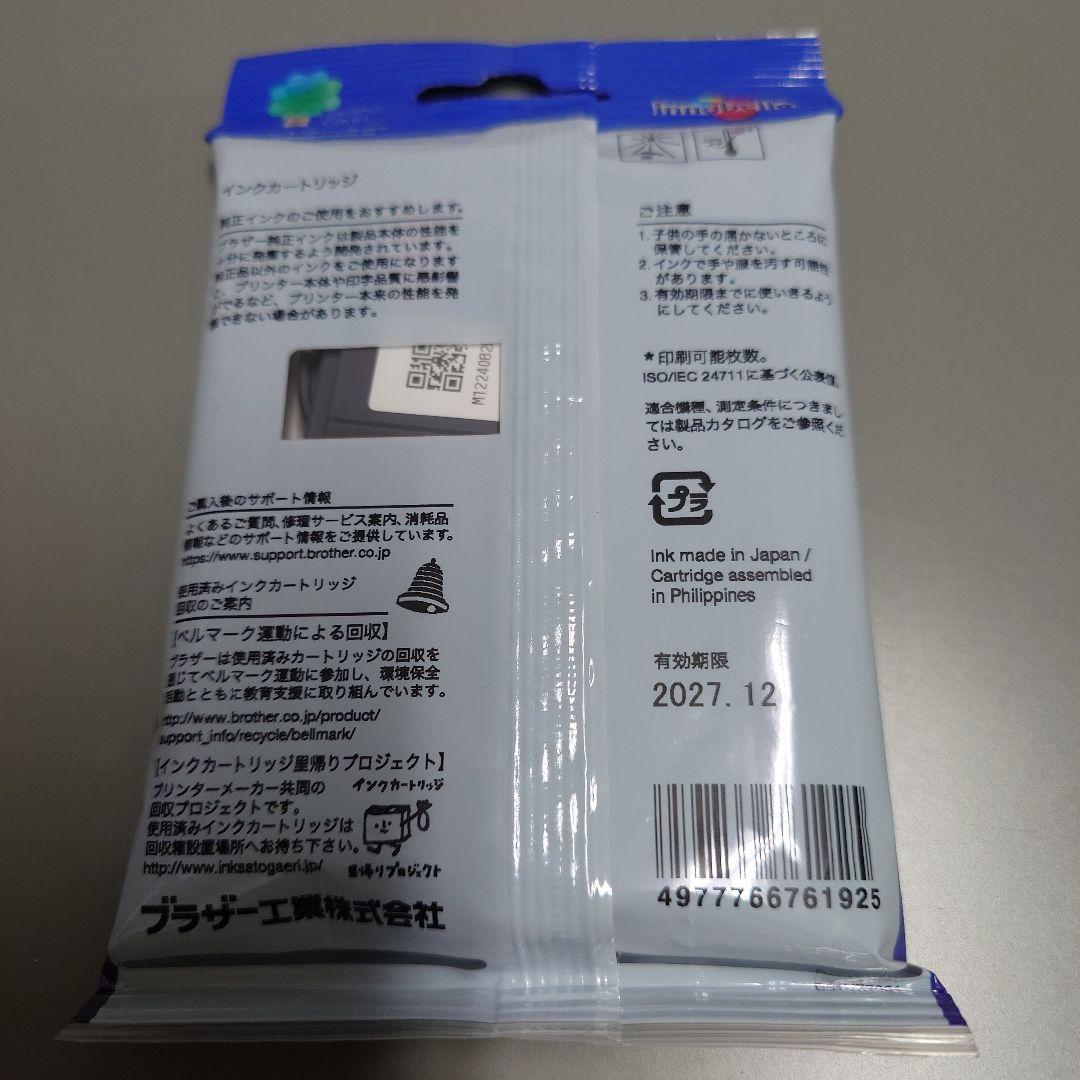 インクカートリッジ
純正インクのご使用をおすすめします。
ブラザー純正インクは製品本体の性能を
十分に発揮するよう開発されています。
純正品以外のインクをご使用になります
と、プリンター本体や印字品質に悪影響
がでるなど、プリンター本来の性能を発
揮できない場合があります。
M1224082
ご購入後のサポート情報
よくあるご質問、修理サービス案内、消耗品
情報などのサポート情報をご提供しています。
https://www.support.brother.co.jp
使用済みインクカートリッジ
回収のご案内
【ベルマーク運動による回収】
ブラザーは使用済みカートリッジの回収を
通じてベルマーク運動に参加し、環境保全
活動とともに教育支援に取り組んでいます。
http://www.brother.co.jp/product/
support_info/recycle/bellmark/
【インクカートリッジ里帰りプロジェクト】
プリンターメーカー共同の
回収プロジェクトです。
使用済みインクカートリッジは
回収箱設置場所へお持ち下さい。
http://www.inksatogaeri.jp/
インクカートリッジ
里帰りプロジェクト
ブラザー工業株式会社
innobella
ご注意
1. 子供の手の届かないところに
保管してください。
2. インクで手や服を汚す可能性
があります。
3. 有効期限までに使いきるよう
にしてください。
*印刷可能枚数。
ISO/IEC 24711に基づく公表値。
適合機種、測定条件につきまし
ては製品カタログをご参照くだ
さい。
プラ
Ink made in Japan /
Cartridge assembled
in Philippines
有効期限
2027.12
4977766761925